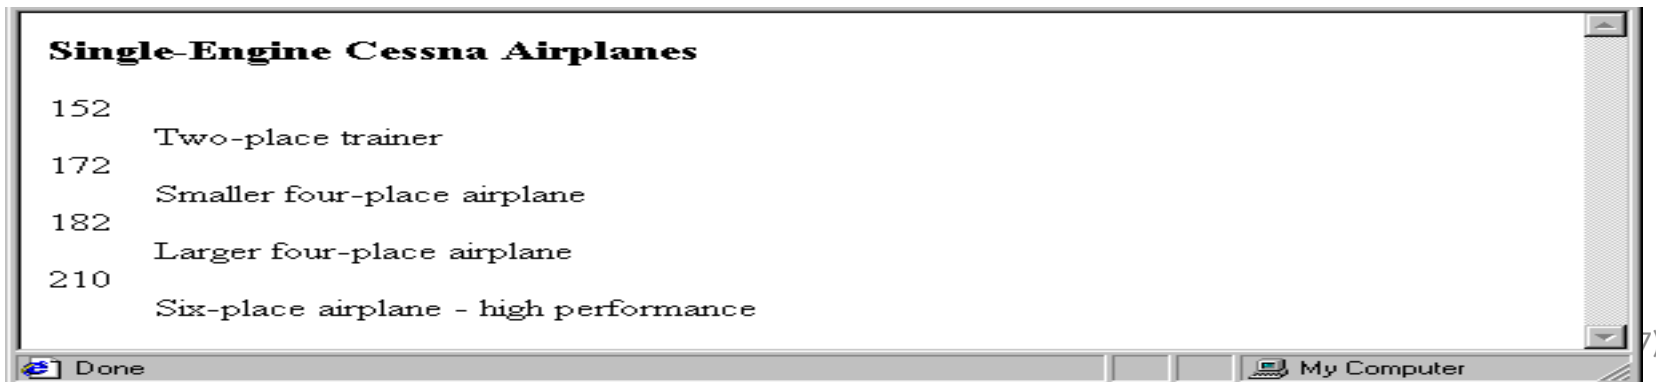 Single-Engine Cessna Airplanes
152
Two-place trainer
172
Smaller four-place airplane
182
Larger four-place airplane
210
Six-place airplane - high performance
7)
Done
My Computer